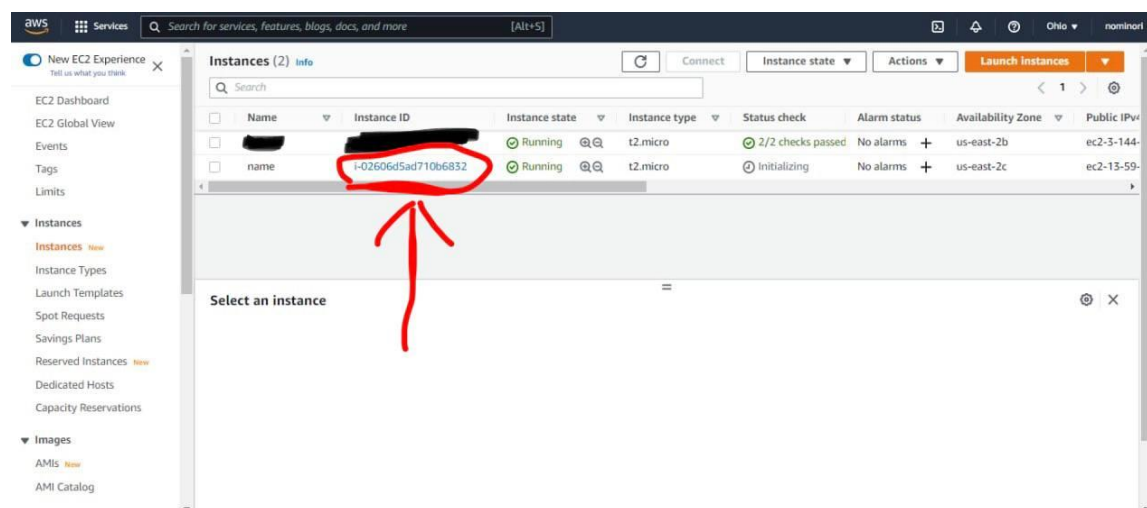 aws Services Search for services, features, blogs, docs, and more [Alt+S] Ohio nominori
New EC2 Experience
Tell us what you think
EC2 Dashboard
EC2 Global View
Events
Tags
Limits
Instances
Instances New
Instance Types
Launch Templates
Spot Requests
Savings Plans
Reserved Instances New
Dedicated Hosts
Capacity Reservations
Images
AMIs New
AMI Catalog
Instances (2) Info Connect Instance state Actions Launch instances
Search 1
Name Instance ID Instance state Instance type Status check Alarm status Availability Zone Public IPv4
Running t2.micro 2/2 checks passed No alarms + us-east-2b ec2-3-144-
name i-02606d5ad710b6832 Running t2.micro Initializing No alarms + us-east-2c ec2-13-59-
Select an instance